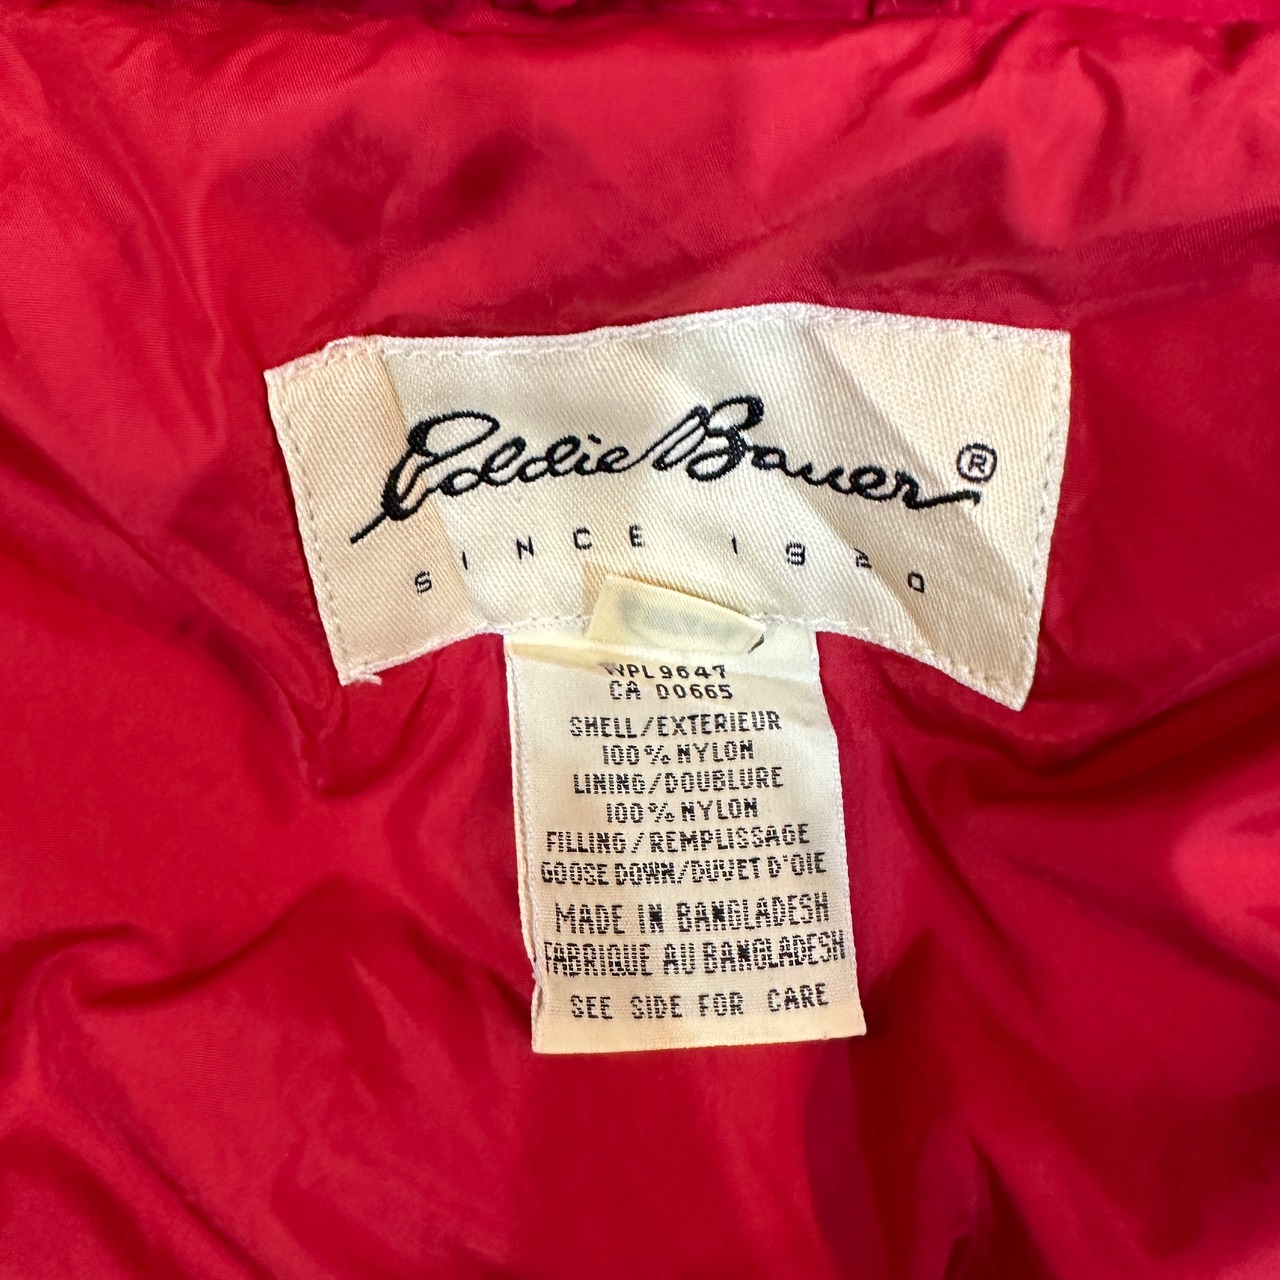 Eddie Bauer ®
SINCE 1920
WPL9647
CA D0665
SHELL/EXTERIEUR
100% NYLON
LINING/DOUBLURE
100% NYLON
FILLING/REMPLISSAGE
GOOSE DOWN/DUVET D'OIE
MADE IN BANGLADESH
FABRIQUE AU BANGLADESH
SEE SIDE FOR CARE